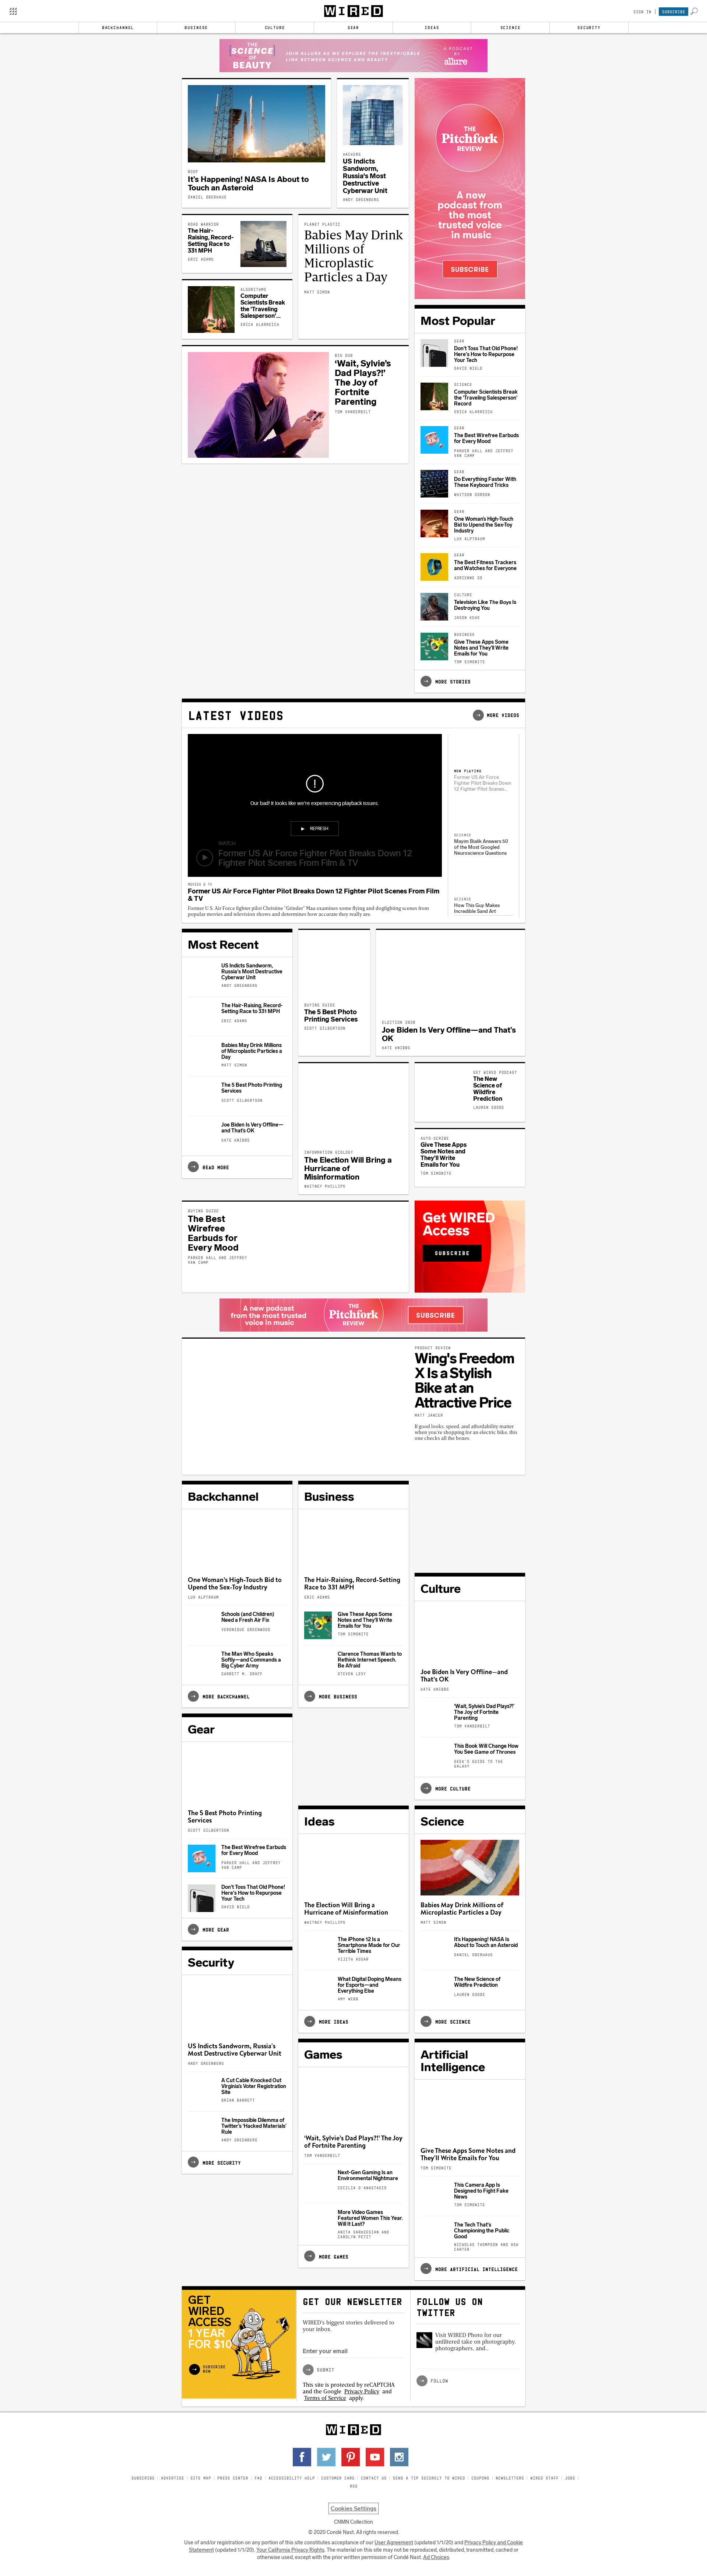 WIRED
SIGN IN | SUBSCRIBE
BACKCHANNEL BUSINESS CULTURE GEAR IDEAS SCIENCE SECURITY
THE SCIENCE OF BEAUTY
JOIN ALLURE AS WE EXPLORE THE INEXTRICABLE
LINK BETWEEN SCIENCE AND BEAUTY
A PODCAST BY
allure
ROOF
It's Happening! NASA Is About to
Touch an Asteroid
DANIEL OBERHAUS
HACKERS
US Indicts
Sandworm,
Russia's Most
Destructive
Cyberwar Unit
ANDY GREENBERG
ROAD WARRIOR
The Hair-
Raising, Record-
Setting Race to
331 MPH
ERIC ADAMS
ALGORITHMS
Computer
Scientists Break
the 'Traveling
Salesperson'...
ERICA KLARREICH
PLANET PLASTIC
Babies May Drink
Millions of
Microplastic
Particles a Day
MATT SIMON
DIG DUG
'Wait, Sylvie's
Dad Plays?!'
The Joy of
Fortnite
Parenting
TOM VANDERBILT
THE
Pitchfork
REVIEW
A new
podcast from
the most
trusted voice
in music
SUBSCRIBE
Most Popular
GEAR
Don't Toss That Old Phone!
Here's How to Repurpose
Your Tech
DAVID NIELD
SCIENCE
Computer Scientists Break
the 'Traveling Salesperson'
Record
ERICA KLARREICH
GEAR
The Best Wirefree Earbuds
for Every Mood
PARKER HALL AND JEFFREY
VAN CAMP
GEAR
Do Everything Faster With
These Keyboard Tricks
WHITSON GORDON
GEAR
One Woman's High-Touch
Bid to Upend the Sex-Toy
Industry
LUX ALPTRAUM
GEAR
The Best Fitness Trackers
and Watches for Everyone
ADRIENNE SO
CULTURE
Television Like The Boys Is
Destroying You
JASON KEHE
BUSINESS
Give These Apps Some
Notes and They'll Write
Emails for You
TOM SIMONITE
MORE STORIES
LATEST VIDEOS
MORE VIDEOS
Our bad! It looks like we're experiencing playback issues.
REFRESH
WATCH
Former US Air Force Fighter Pilot Breaks Down 12
Fighter Pilot Scenes From Film & TV
MOVIES & TV
Former US Air Force Fighter Pilot Breaks Down 12 Fighter Pilot Scenes From Film
& TV
Former U.S. Air Force fighter pilot Christine "Grinder" Mau examines some flying and dogfighting scenes from
popular movies and television shows and determines how accurate they really are.
NOW PLAYING
Former US Air Force
Fighter Pilot Breaks Down
12 Fighter Pilot Scenes...
SCIENCE
Mayim Bialik Answers 50
of the Most Googled
Neuroscience Questions
SCIENCE
How This Guy Makes
Incredible Sand Art
Most Recent
US Indicts Sandworm,
Russia's Most Destructive
Cyberwar Unit
ANDY GREENBERG
The Hair-Raising, Record-
Setting Race to 331 MPH
ERIC ADAMS
Babies May Drink Millions
of Microplastic Particles a
Day
MATT SIMON
The 5 Best Photo Printing
Services
SCOTT GILBERTSON
Joe Biden Is Very Offline—
and That's OK
KATE KNIBBS
READ MORE
BUYING GUIDE
The 5 Best Photo
Printing Services
SCOTT GILBERTSON
ELECTION 2020
Joe Biden Is Very Offline—and That's
OK
KATE KNIBBS
INFORMATION ECOLOGY
The Election Will Bring a
Hurricane of
Misinformation
WHITNEY PHILLIPS
GET WIRED PODCAST
The New
Science of
Wildfire
Prediction
LAUREN GOODE
AUTO-SCRIBE
Give These Apps
Some Notes and
They'll Write
Emails for You
TOM SIMONITE
BUYING GUIDE
The Best
Wirefree
Earbuds for
Every Mood
PARKER HALL AND JEFFREY
VAN CAMP
Get WIRED
Access
SUBSCRIBE
A new podcast
from the most trusted
voice in music
THE
Pitchfork
REVIEW
SUBSCRIBE
PRODUCT REVIEW
Wing's Freedom
X Is a Stylish
Bike at an
Attractive Price
MATT JANCER
If good looks, speed, and affordability matter
when you're shopping for an electric bike, this
one checks all the boxes.
Backchannel
One Woman's High-Touch Bid to
Upend the Sex-Toy Industry
LUX ALPTRAUM
Schools (and Children)
Need a Fresh Air Fix
VERONIQUE GREENWOOD
The Man Who Speaks
Softly—and Commands a
Big Cyber Army
GARRETT M. GRAFF
MORE BACKCHANNEL
Business
The Hair-Raising, Record-Setting
Race to 331 MPH
ERIC ADAMS
Give These Apps Some
Notes and They'll Write
Emails for You
TOM SIMONITE
Clarence Thomas Wants to
Rethink Internet Speech.
Be Afraid
STEVEN LEVY
MORE BUSINESS
Culture
Joe Biden Is Very Offline—and
That's OK
KATE KNIBBS
'Wait, Sylvie's Dad Plays?!'
The Joy of Fortnite
Parenting
TOM VANDERBILT
This Book Will Change How
You See Game of Thrones
GEEK'S GUIDE TO THE
GALAXY
MORE CULTURE
Gear
The 5 Best Photo Printing
Services
SCOTT GILBERTSON
The Best Wirefree Earbuds
for Every Mood
PARKER HALL AND JEFFREY
VAN CAMP
Don't Toss That Old Phone!
Here's How to Repurpose
Your Tech
DAVID NIELD
MORE GEAR
Ideas
The Election Will Bring a
Hurricane of Misinformation
WHITNEY PHILLIPS
The iPhone 12 Is a
Smartphone Made for Our
Terrible Times
VIJITH ASSAR
What Digital Doping Means
for Esports—and
Everything Else
AMY WEBB
MORE IDEAS
Science
Babies May Drink Millions of
Microplastic Particles a Day
MATT SIMON
It's Happening! NASA Is
About to Touch an Asteroid
DANIEL OBERHAUS
The New Science of
Wildfire Prediction
LAUREN GOODE
MORE SCIENCE
Security
US Indicts Sandworm, Russia's
Most Destructive Cyberwar Unit
ANDY GREENBERG
A Cut Cable Knocked Out
Virginia's Voter Registration
Site
BRIAN BARRETT
The Impossible Dilemma of
Twitter's 'Hacked Materials'
Rule
ANDY GREENBERG
MORE SECURITY
Games
'Wait, Sylvie's Dad Plays?!' The Joy
of Fortnite Parenting
TOM VANDERBILT
Next-Gen Gaming Is an
Environmental Nightmare
CECILIA D'ANASTASIO
More Video Games
Featured Women This Year.
Will It Last?
ANITA SARKEESIAN AND
CAROLYN PETIT
MORE GAMES
Artificial
Intelligence
Give These Apps Some Notes and
They'll Write Emails for You
TOM SIMONITE
This Camera App Is
Designed to Fight Fake
News
TOM SIMONITE
The Tech That's
Championing the Public
Good
NICHOLAS THOMPSON AND ASH
CARTER
MORE ARTIFICIAL INTELLIGENCE
GET
WIRED
ACCESS
1 YEAR
FOR $10
SUBSCRIBE
NOW
GET OUR NEWSLETTER
WIRED's biggest stories delivered to
your inbox.
Enter your email
SUBMIT
This site is protected by reCAPTCHA
and the Google Privacy Policy and
Terms of Service apply.
FOLLOW US ON
TWITTER
Visit WIRED Photo for our
unfiltered take on photography,
photographers, and...
FOLLOW
WIRED
SUBSCRIBE | ADVERTISE | SITE MAP | PRESS CENTER | FAQ | ACCESSIBILITY HELP | CUSTOMER CARE | CONTACT US | SEND A TIP SECURELY TO WIRED | COUPONS | NEWSLETTERS | WIRED STAFF | JOBS |
RSS
Cookies Settings
CNMN Collection
© 2020 Condé Nast. All rights reserved.
Use of and/or registration on any portion of this site constitutes acceptance of our User Agreement (updated 1/1/20) and Privacy Policy and Cookie
Statement (updated 1/1/20). Your California Privacy Rights. The material on this site may not be reproduced, distributed, transmitted, cached or
otherwise used, except with the prior written permission of Condé Nast. Ad Choices.